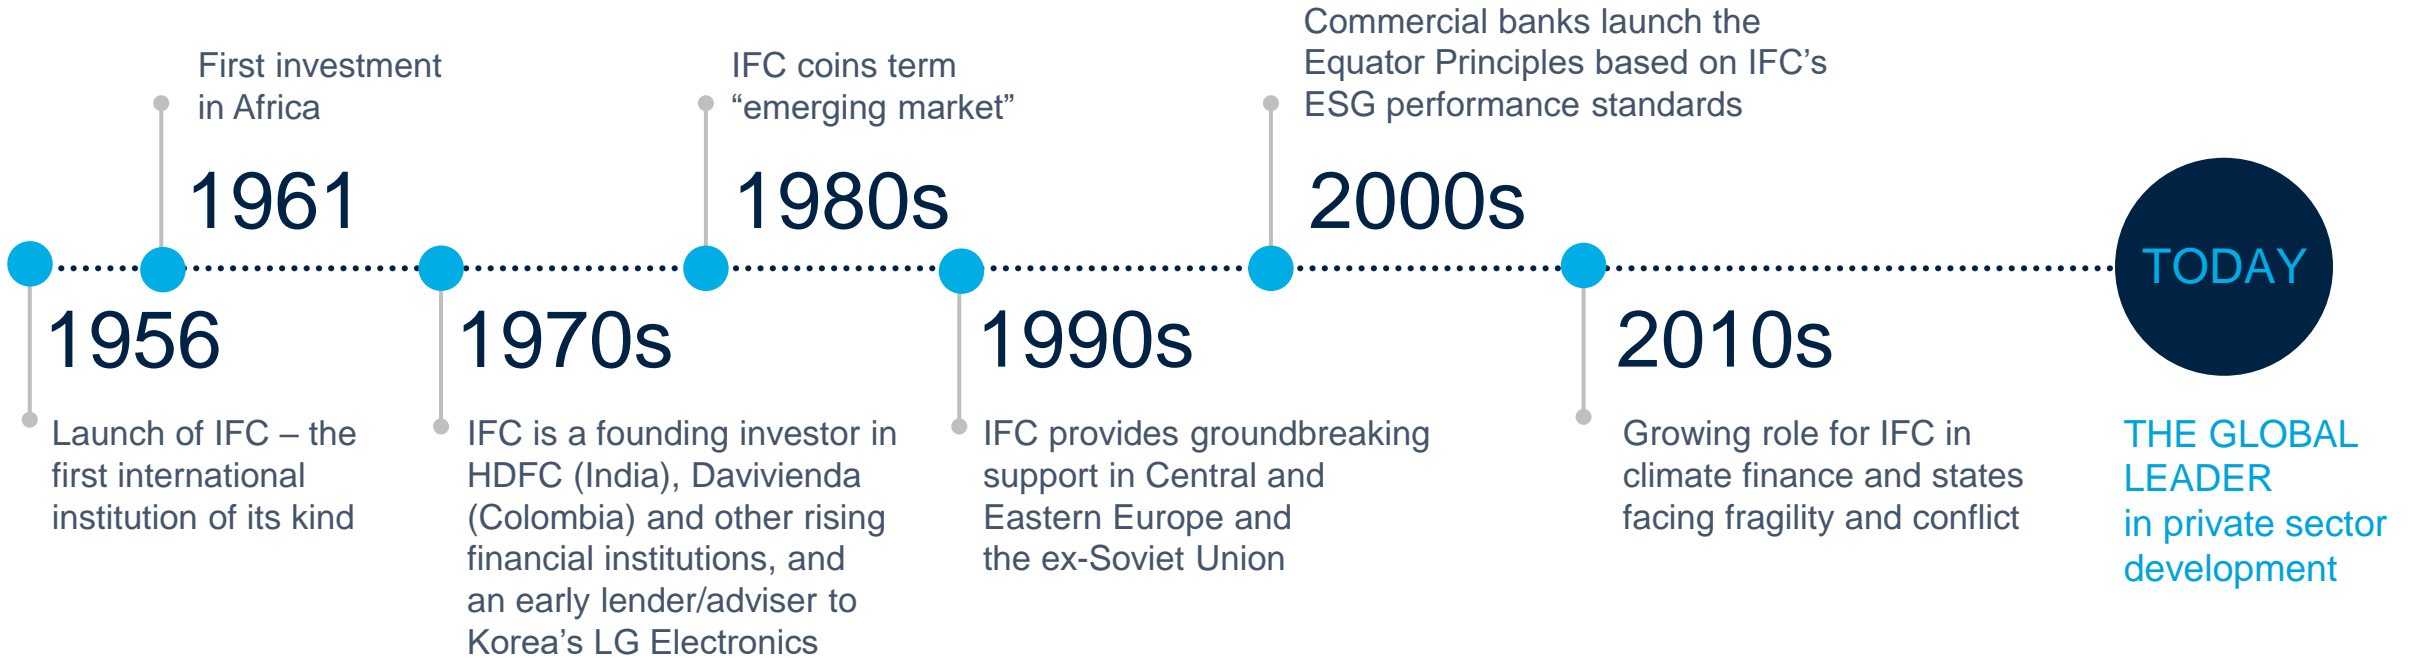 1956
Launch of IFC – the
first international
institution of its kind
First investment
in Africa
1961
1970s
IFC is a founding investor in
HDFC (India), Davivienda
(Colombia) and other rising
financial institutions, and
an early lender/adviser to
Korea’s LG Electronics
IFC coins term
“emerging market”
1980s
1990s
IFC provides groundbreaking
support in Central and
Eastern Europe and
the ex-Soviet Union
Commercial banks launch the
Equator Principles based on IFC’s
ESG performance standards
2000s
2010s
Growing role for IFC in
climate finance and states
facing fragility and conflict
TODAY
THE GLOBAL
LEADER
in private sector
development